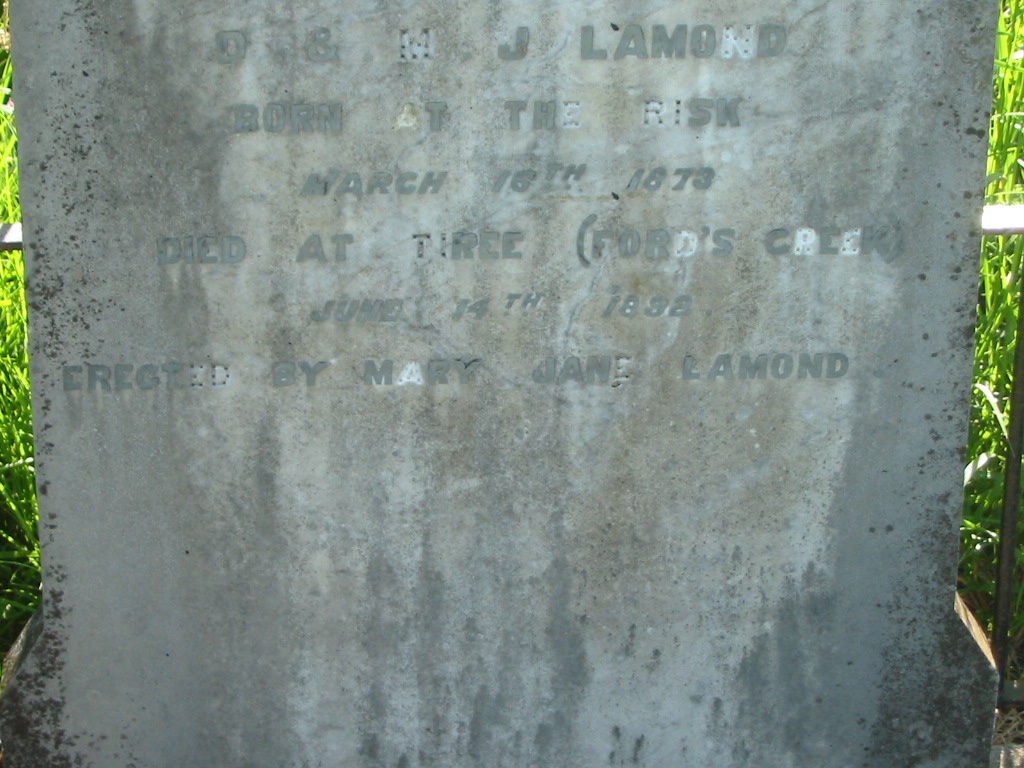 D & M J LAMOND
BORN AT THE RISK
MARCH 16TH 1873
DIED AT TIREE (FORD'S CREEK)
JUNE 14TH 1892
ERECTED BY MARY JANE LAMOND